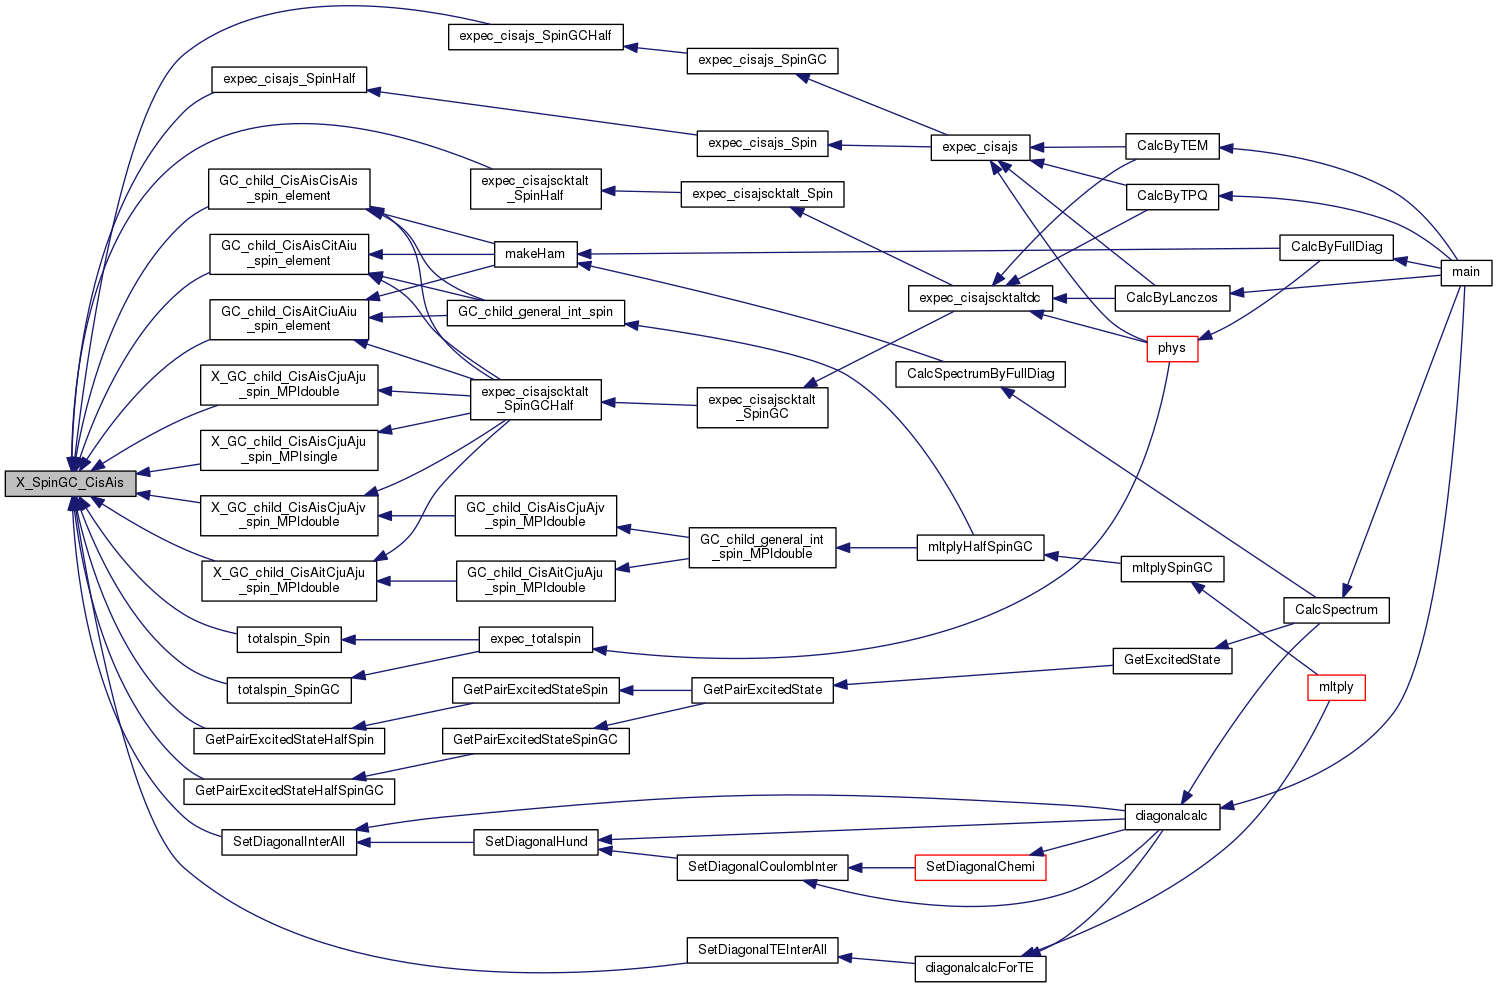 X_SpinGC_CisAis
expec_cisajs_SpinGCHalf
expec_cisajs_SpinGC
expec_cisajs_SpinHalf
expec_cisajs_Spin
expec_cisajs
CalcByTEM
GC_child_CisAisCisAis
_spin_element
expec_cisajscktalt
_SpinHalf
expec_cisajscktalt_Spin
CalcByTPQ
GC_child_CisAisCitAiu
_spin_element
makeHam
CalcByFullDiag
main
GC_child_CisAitCiuAiu
_spin_element
GC_child_general_int_spin
expec_cisajscktaltdc
CalcByLanczos
phys
X_GC_child_CisAisCjuAju
_spin_MPIdouble
expec_cisajscktalt
_SpinGCHalf
expec_cisajscktalt
_SpinGC
CalcSpectrumByFullDiag
X_GC_child_CisAisCjuAju
_spin_MPIsingle
X_GC_child_CisAisCjuAjv
_spin_MPIdouble
GC_child_CisAisCjuAjv
_spin_MPIdouble
GC_child_general_int
_spin_MPIdouble
mltplyHalfSpinGC
mltplySpinGC
X_GC_child_CisAitCjuAju
_spin_MPIdouble
GC_child_CisAitCjuAju
_spin_MPIdouble
CalcSpectrum
totalspin_Spin
expec_totalspin
GetExcitedState
totalspin_SpinGC
GetPairExcitedStateSpin
GetPairExcitedState
mltply
GetPairExcitedStateHalfSpin
GetPairExcitedStateSpinGC
GetPairExcitedStateHalfSpinGC
diagonalcalc
SetDiagonalInterAll
SetDiagonalHund
SetDiagonalCoulombInter
SetDiagonalChemi
SetDiagonalTEInterAll
diagonalcalcForTE